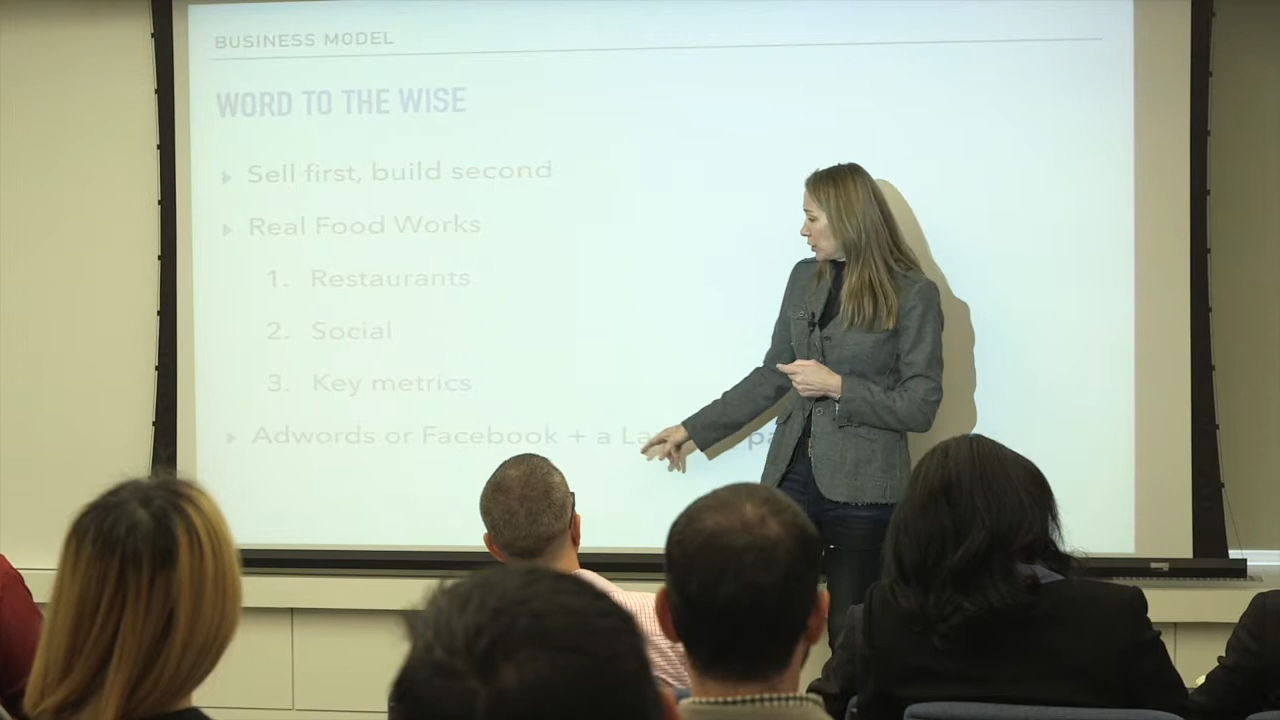 BUSINESS MODEL
WORD TO THE WISE
▸ Sell first, build second
▸ Real Food Works
1. Restaurants
2. Social
3. Key metrics
▸ Adwords or Facebook + a